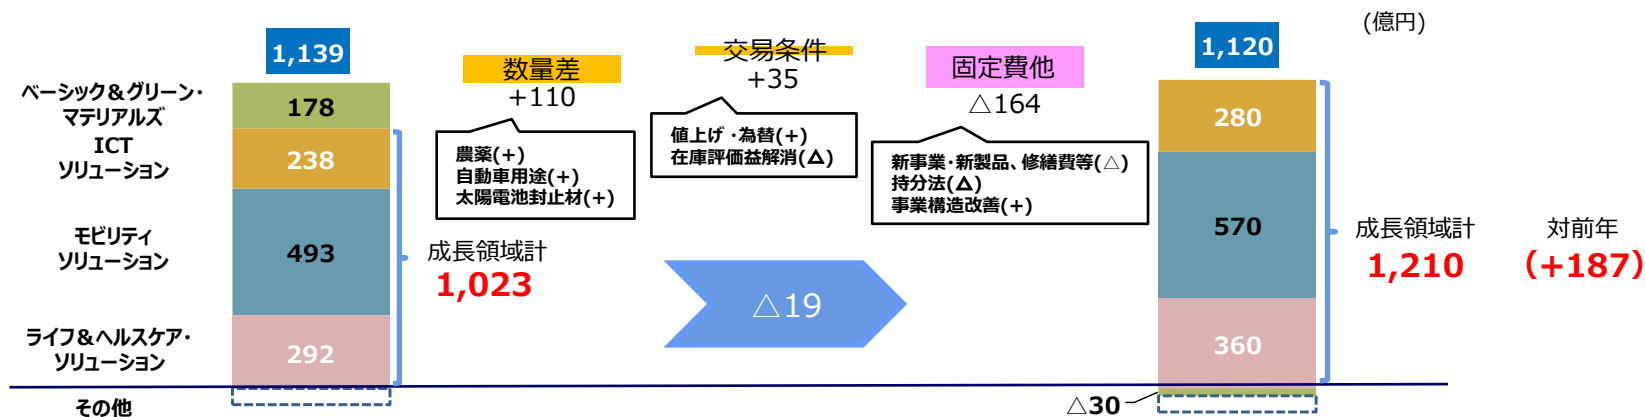 (億円)
1,139
数量差
+110
交易条件
+35
固定費他
△164
1,120
ベーシック&グリーン・
マテリアルズ
ICT
ソリューション
モビリティ
ソリューション
ライフ&ヘルスケア・
ソリューション
その他
178
238
493
292
農薬(+)
自動車用途(+)
太陽電池封止材(+)
値上げ・為替(+)
在庫評価益解消(△)
新事業・新製品、修繕費等(△)
持分法(△)
事業構造改善(+)
成長領域計
1,023
△19
280
570
360
△30
成長領域計
1,210
対前年
(+187)